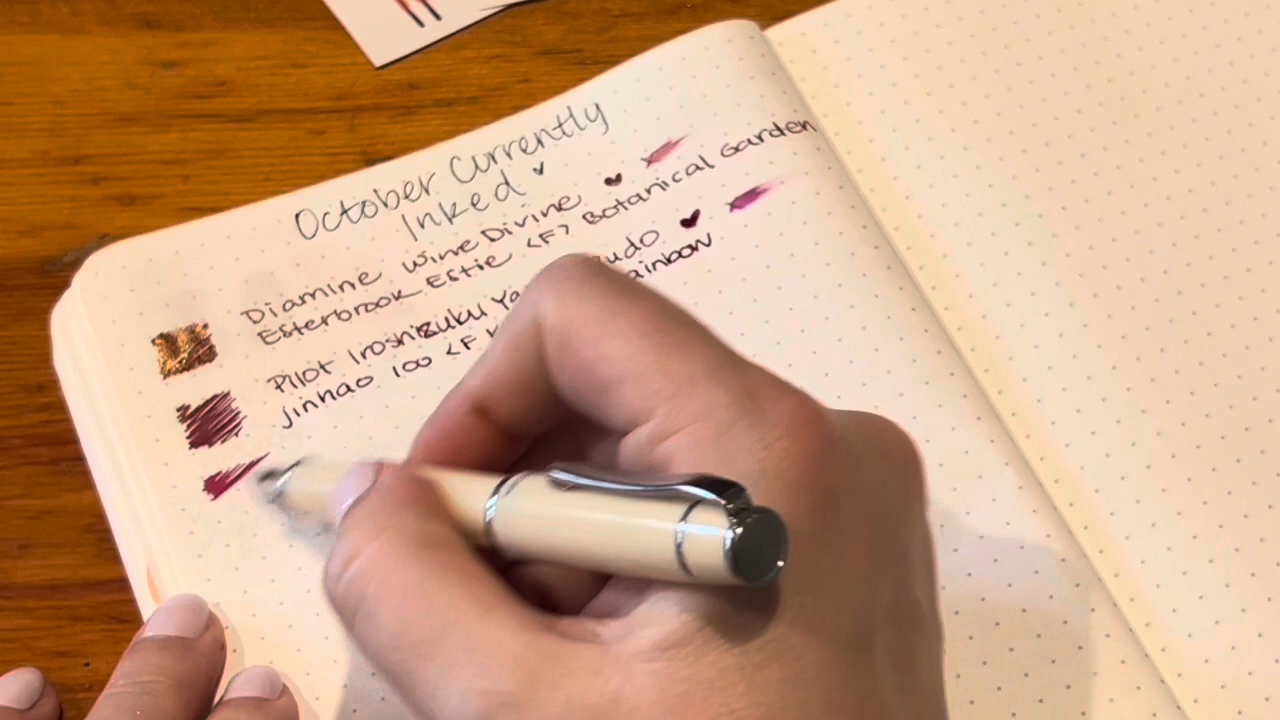 October Currently
Inked
Diamine Wine Divine
Esterbrook Estie <F> Botanical Garden
Pilot Iroshizuku
Jinhao 100 <F